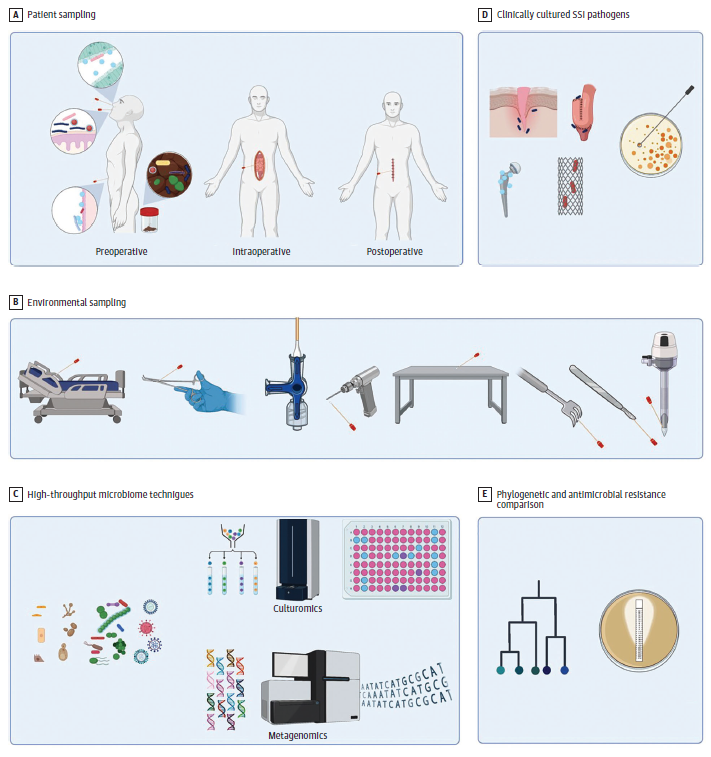 A Patient sampling
Preoperative
Intraoperative
Postoperative
D Clinically cultured SSI pathogens
B Environmental sampling
C High-throughput microbiome techniques
Culturomics
AATATCATGCGCAT
CAAATATCATGCG
AATATCATGCGCAT
Metagenomics
E Phylogenetic and antimicrobial resistance
comparison